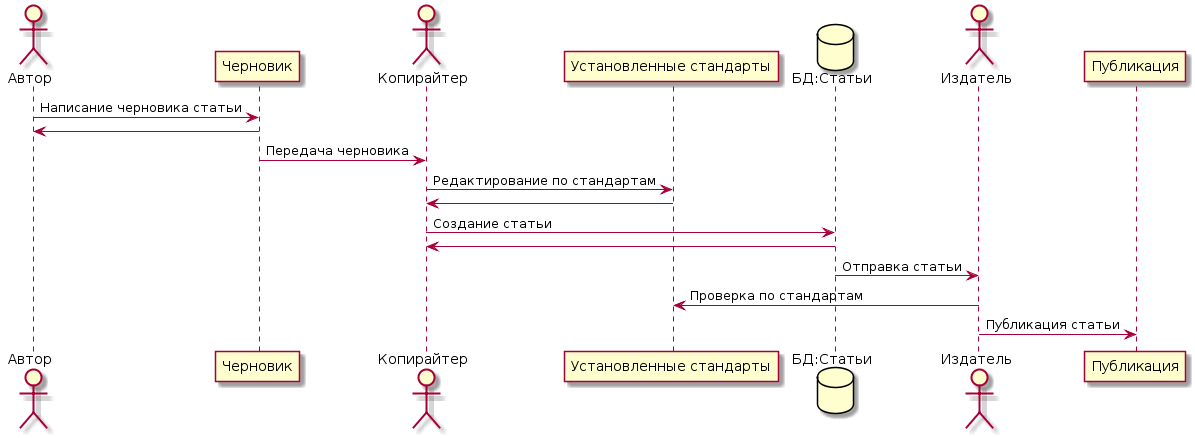 Автор
Черновик
Копирайтер
Установленные стандарты
БД:Статьи
Издатель
Публикация
Написание черновика статьи
Передача черновика
Редактирование по стандартам
Создание статьи
Отправка статьи
Проверка по стандартам
Публикация статьи
Автор
Черновик
Копирайтер
Установленные стандарты
БД:Статьи
Издатель
Публикация